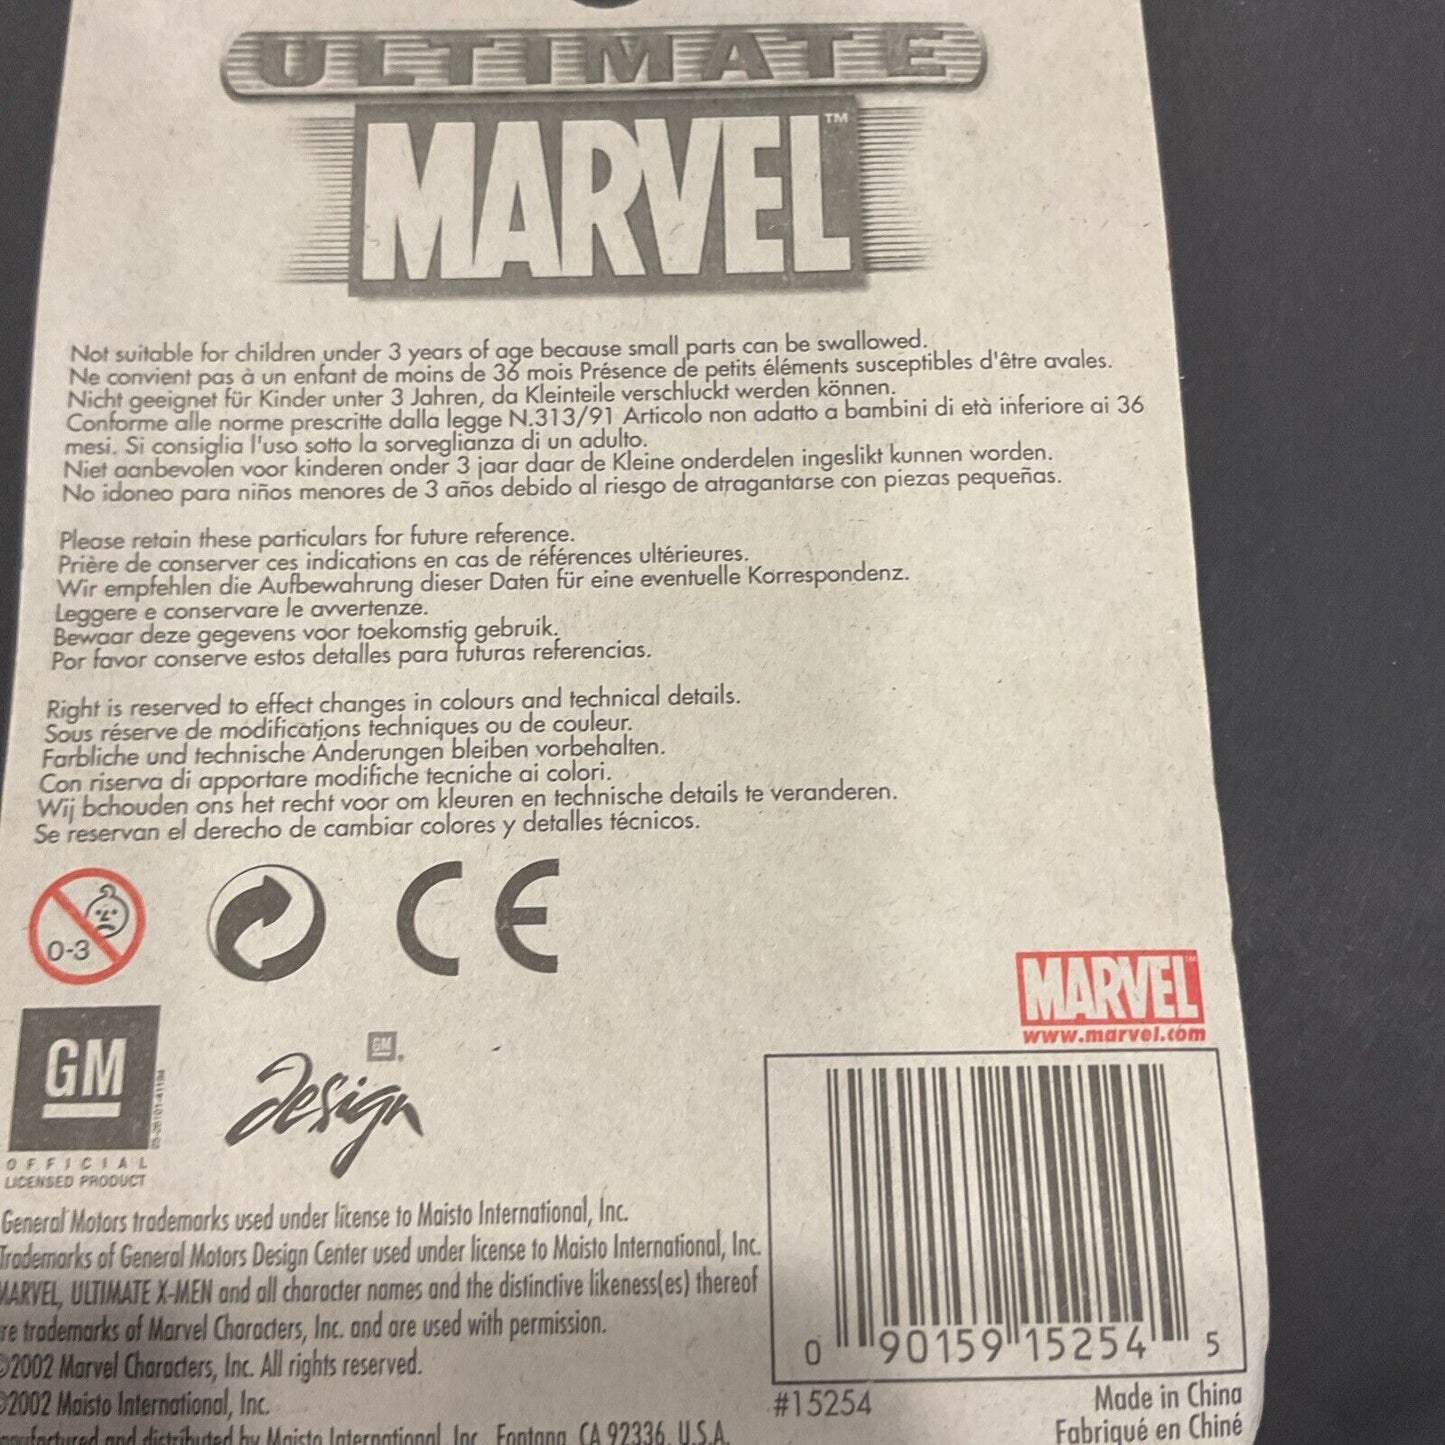 ULTIMATE
MARVEL™
Not suitable for children under 3 years of age because small parts can be swallowed.
Ne convient pas à un enfant de moins de 36 mois Présence de petits éléments susceptibles d'être avales.
Nicht geeignet für Kinder unter 3 Jahren, da Kleinteile verschluckt werden können.
Conforme alle norme prescritte dalla legge N.313/91 Articolo non adatto a bambini di età inferiore ai 36
mesi. Si consiglia l'uso sotto la sorveglianza di un adulto.
Niet aanbevolen voor kinderen onder 3 jaar daar de Kleine onderdelen ingeslikt kunnen worden.
No idoneo para niños menores de 3 años debido al riesgo de atragantarse con piezas pequeñas.
Please retain these particulars for future reference.
Prière de conserver ces indications en cas de références ultérieures.
Wir empfehlen die Aufbewahrung dieser Daten für eine eventuelle Korrespondenz.
Leggere e conservare le avvertenze.
Bewaar deze gegevens voor toekomstig gebruik.
Por favor conserve estos detalles para futuras referencias.
Right is reserved to effect changes in colours and technical details.
Sous réserve de modifications techniques ou de couleur.
Farbliche und technische Änderungen bleiben vorbehalten.
Con riserva di apportare modifiche tecniche ai colori.
Wij bchouden ons het recht voor om kleuren en technische details te veranderen.
Se reservan el derecho de cambiar colores y detalles técnicos.
0-3
CE
MARVEL™
www.marvel.com
GM
GM®
Design
OFFICIAL
LICENSED PRODUCT
General Motors trademarks used under license to Maisto International, Inc.
Trademarks of General Motors Design Center used under license to Maisto International, Inc.
MARVEL, ULTIMATE X-MEN and all character names and the distinctive likeness(es) thereof
re trademarks of Marvel Characters, Inc. and are used with permission.
©2002 Marvel Characters, Inc. All rights reserved.
©2002 Maisto International, Inc.
and distributed by Maisto International, Inc. Fontana, CA 92336, U.S.A.
0 90159 15254 5
#15254
Made in China
Fabriqué en Chiné